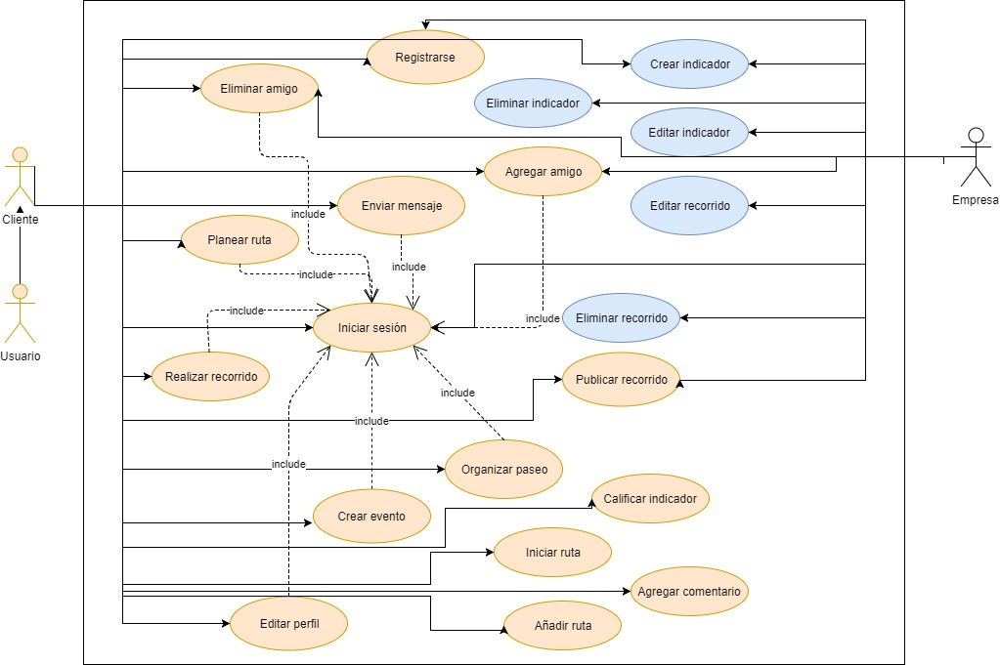 Registrarse
Crear indicador
Eliminar amigo
Eliminar indicador
Editar indicador
Agregar amigo
Empresa
Enviar mensaje
Editar recorrido
include
Cliente
Planear ruta
include
include
include
Iniciar sesión
include
Eliminar recorrido
Usuario
Realizar recorrido
Publicar recorrido
include
include
include
Organizar paseo
Calificar indicador
Crear evento
Iniciar ruta
Agregar comentario
Editar perfil
Añadir ruta